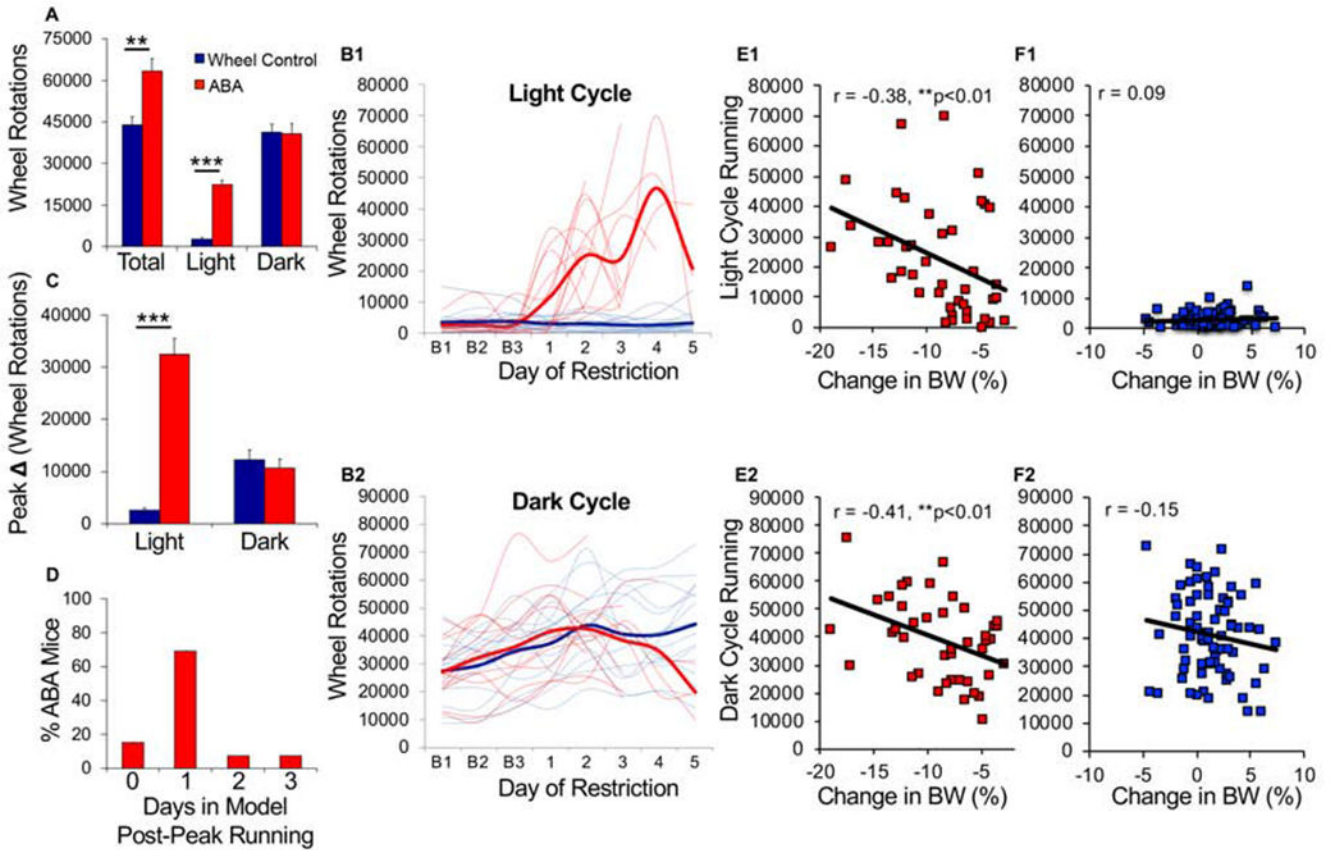 A
75000
60000
45000
30000
15000
0
Wheel Rotations
**
***
Wheel Control
ABA
Total Light Dark
C
40000
30000
20000
10000
0
Peak Δ (Wheel Rotations)
***
Light Dark
D
100
80
60
40
20
0
% ABA Mice
0 1 2 3
Days in Model
Post-Peak Running
B1
Light Cycle
80000
70000
60000
50000
40000
30000
20000
10000
0
Wheel Rotations
B1 B2 B3 1 2 3 4 5
Day of Restriction
B2
Dark Cycle
90000
80000
70000
60000
50000
40000
30000
20000
10000
0
Wheel Rotations
B1 B2 B3 1 2 3 4 5
Day of Restriction
E1
r = -0.38, **p<0.01
80000
70000
60000
50000
40000
30000
20000
10000
0
Light Cycle Running
-20 -15 -10 -5
Change in BW (%)
F1
r = 0.09
80000
70000
60000
50000
40000
30000
20000
10000
0
-10 -5 0 5 10
Change in BW (%)
E2
r = -0.41, **p<0.01
90000
80000
70000
60000
50000
40000
30000
20000
10000
0
Dark Cycle Running
-20 -15 -10 -5
Change in BW (%)
F2
r = -0.15
90000
80000
70000
60000
50000
40000
30000
20000
10000
0
-10 -5 0 5 10
Change in BW (%)